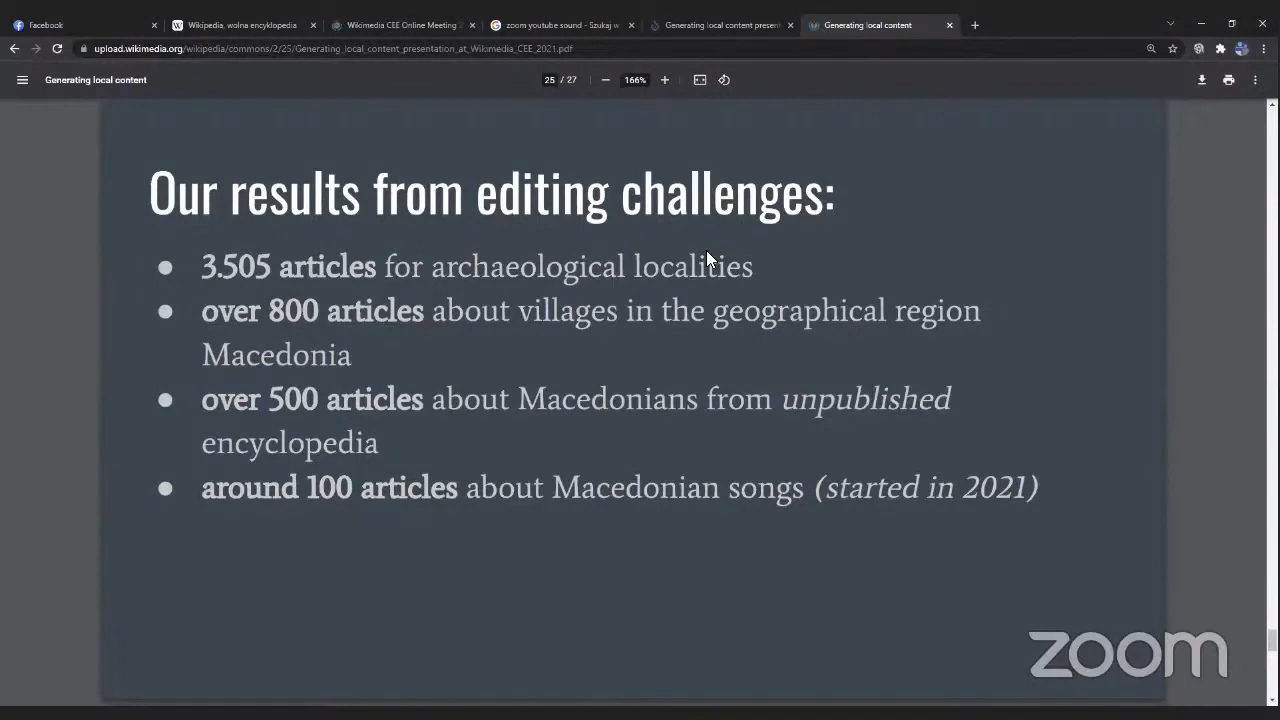 Facebook
Wikipedia, wolna encyklopedia
Wikimedia CEE Online Meeting 2
zoom youtube sound - Szukaj w
Generating local content presen
Generating local content
upload.wikimedia.org/wikipedia/commons/2/25/Generating_local_content_presentation_at_Wikimedia_CEE_2021.pdf
Generating local content
25 / 27
166%
Our results from editing challenges:
● 3.505 articles for archaeological localities
● over 800 articles about villages in the geographical region
Macedonia
● over 500 articles about Macedonians from unpublished
encyclopedia
● around 100 articles about Macedonian songs (started in 2021)
zoom